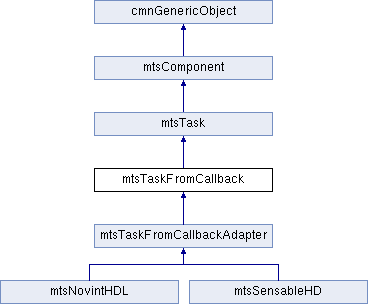 cmnGenericObject
mtsComponent
mtsTask
mtsTaskFromCallback
mtsTaskFromCallbackAdapter
mtsNovintHDL
mtsSensableHD